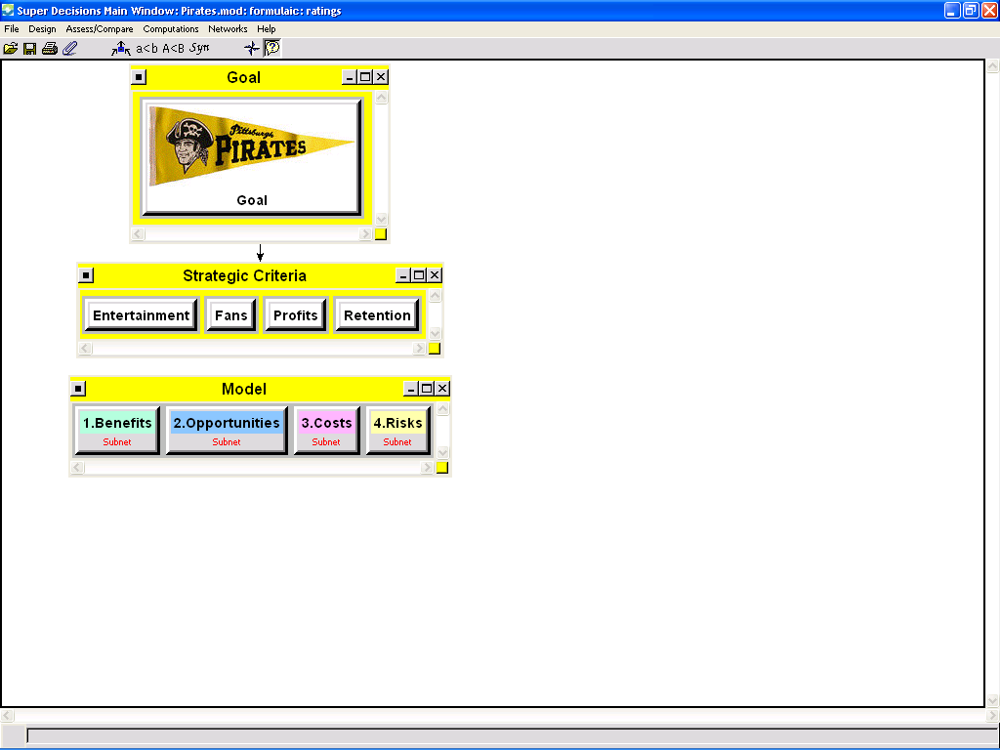 Super Decisions Main Window: Pirates.mod: formulaic: ratings
File Design Assess/Compare Computations Networks Help
a<b A<B Syn
Goal
Pittsburgh
PIRATES
Goal
Strategic Criteria
Entertainment Fans Profits Retention
Model
1.Benefits 2.Opportunities 3.Costs 4.Risks
Subnet Subnet Subnet Subnet